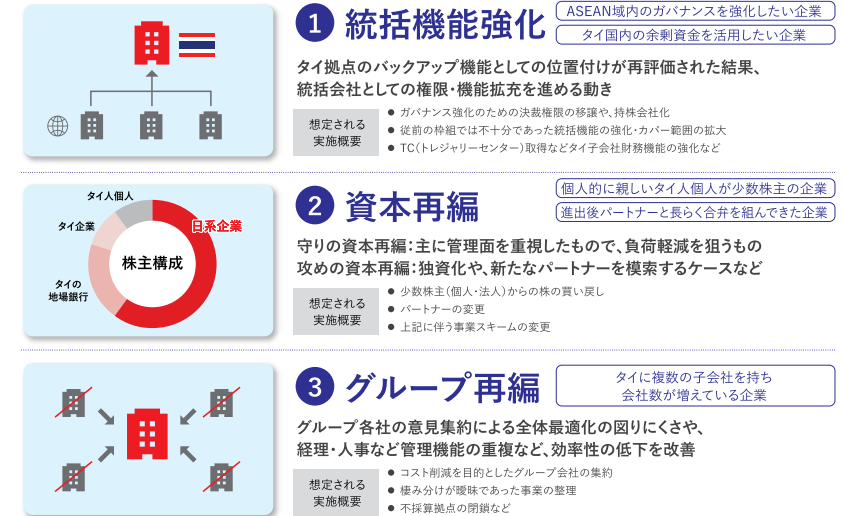 1 統括機能強化
ASEAN域内のガバナンスを強化したい企業
タイ国内の余剰資金を活用したい企業
タイ拠点のバックアップ機能としての位置付けが再評価された結果、
統括会社としての権限・機能拡充を進める動き
想定される
実施概要
● ガバナンス強化のための決裁権限の移譲や、持株会社化
● 従前の枠組では不十分であった統括機能の強化・カバー範囲の拡大
● TC(トレジャリーセンター)取得などタイ子会社財務機能の強化など
タイ人個人
タイ企業
日系企業
株主構成
タイの
地場銀行
2 資本再編
個人的に親しいタイ人個人が少数株主の企業
進出後パートナーと長らく合弁を組んできた企業
守りの資本再編:主に管理面を重視したもので、負荷軽減を狙うもの
攻めの資本再編:独資化や、新たなパートナーを模索するケースなど
想定される
実施概要
● 少数株主(個人・法人)からの株の買い戻し
● パートナーの変更
● 上記に伴う事業スキームの変更
3 グループ再編
タイに複数の子会社を持ち
会社数が増えている企業
グループ各社の意見集約による全体最適化の図りにくさや、
経理・人事など管理機能の重複など、効率性の低下を改善
想定される
実施概要
● コスト削減を目的としたグループ会社の集約
● 棲み分けが曖昧であった事業の整理
● 不採算拠点の閉鎖など